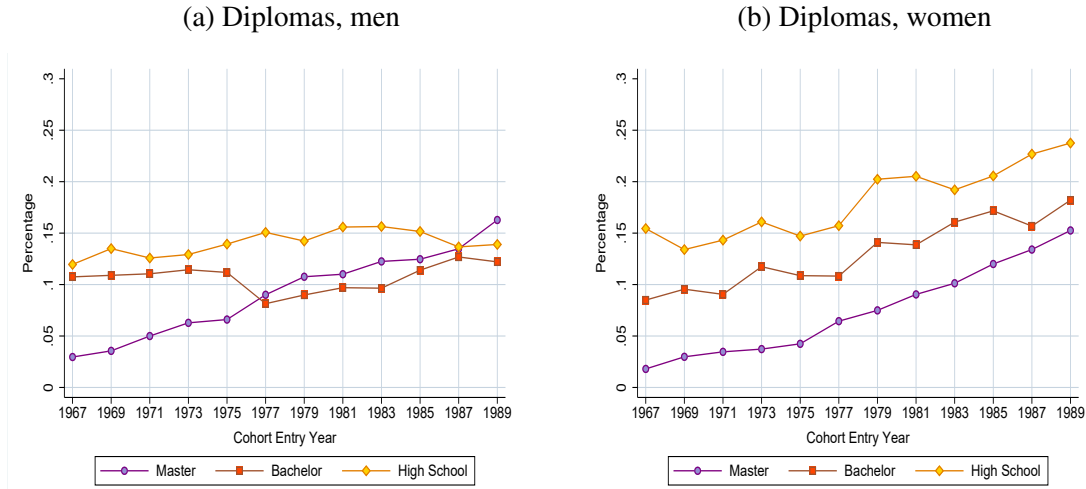 (a) Diplomas, men
Percentage
0 .05 .1 .15 .2 .25 .3
1967 1969 1971 1973 1975 1977 1979 1981 1983 1985 1987 1989
Cohort Entry Year
Master Bachelor High School
(b) Diplomas, women
Percentage
0 .05 .1 .15 .2 .25 .3
1967 1969 1971 1973 1975 1977 1979 1981 1983 1985 1987 1989
Cohort Entry Year
Master Bachelor High School